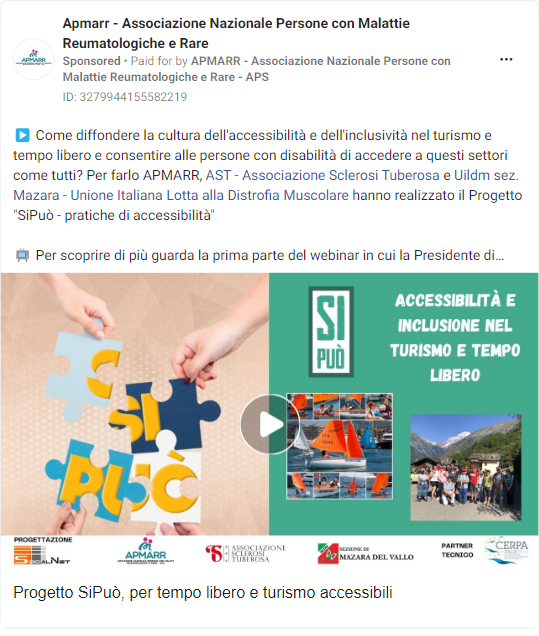 Apmarr - Associazione Nazionale Persone con Malattie
Reumatologiche e Rare
Sponsored • Paid for by APMARR - Associazione Nazionale Persone con
Malattie Reumatologiche e Rare - APS
ID: 3279944155582219
APMARR
Come diffondere la cultura dell'accessibilità e dell'inclusività nel turismo e
tempo libero e consentire alle persone con disabilità di accedere a questi settori
come tutti? Per farlo APMARR, AST - Associazione Sclerosi Tuberosa e Uildm sez.
Mazara - Unione Italiana Lotta alla Distrofia Muscolare hanno realizzato il Progetto
"SiPuò - pratiche di accessibilità"
Per scoprire di più guarda la prima parte del webinar in cui la Presidente di...
SI
PUÒ
ACCESSIBILITÀ E
INCLUSIONE NEL
TURISMO E TEMPO
LIBERO
SI
PUÒ
PROGETTAZIONE
APMARR
ASSOCIAZIONE
SCLEROSI
TUBEROSA
SEZIONE DI
MAZARA DEL VALLO
PARTNER
TECNICO
CERPA
Progetto SiPuò, per tempo libero e turismo accessibili